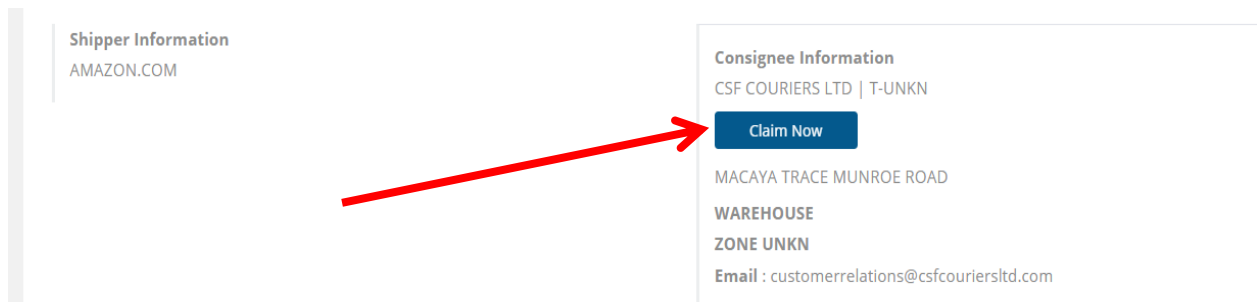 Shipper Information
AMAZON.COM
Consignee Information
CSF COURIERS LTD | T-UNKN
Claim Now
MACAYA TRACE MUNROE ROAD
WAREHOUSE
ZONE UNKN
Email : customerrelations@csfcouriersltd.com